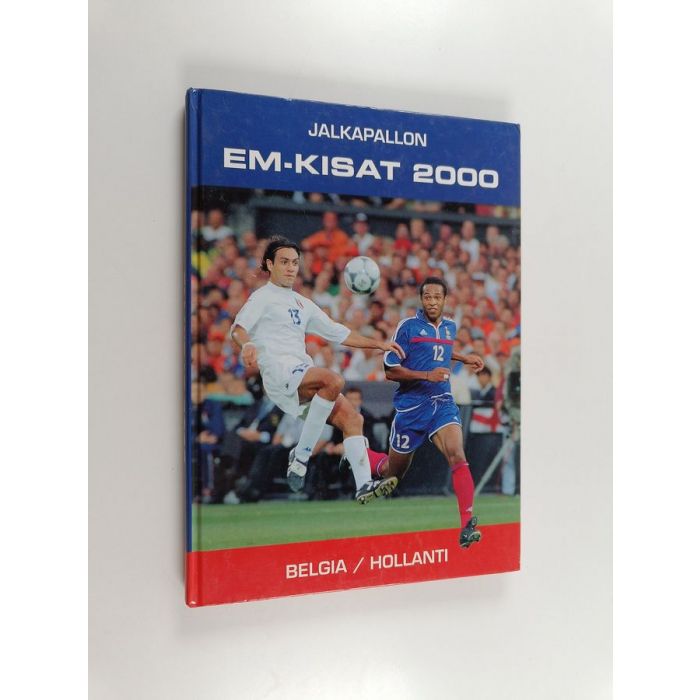 JALKAPALLON
EM-KISAT 2000
13
12
12
BELGIA / HOLLANTI